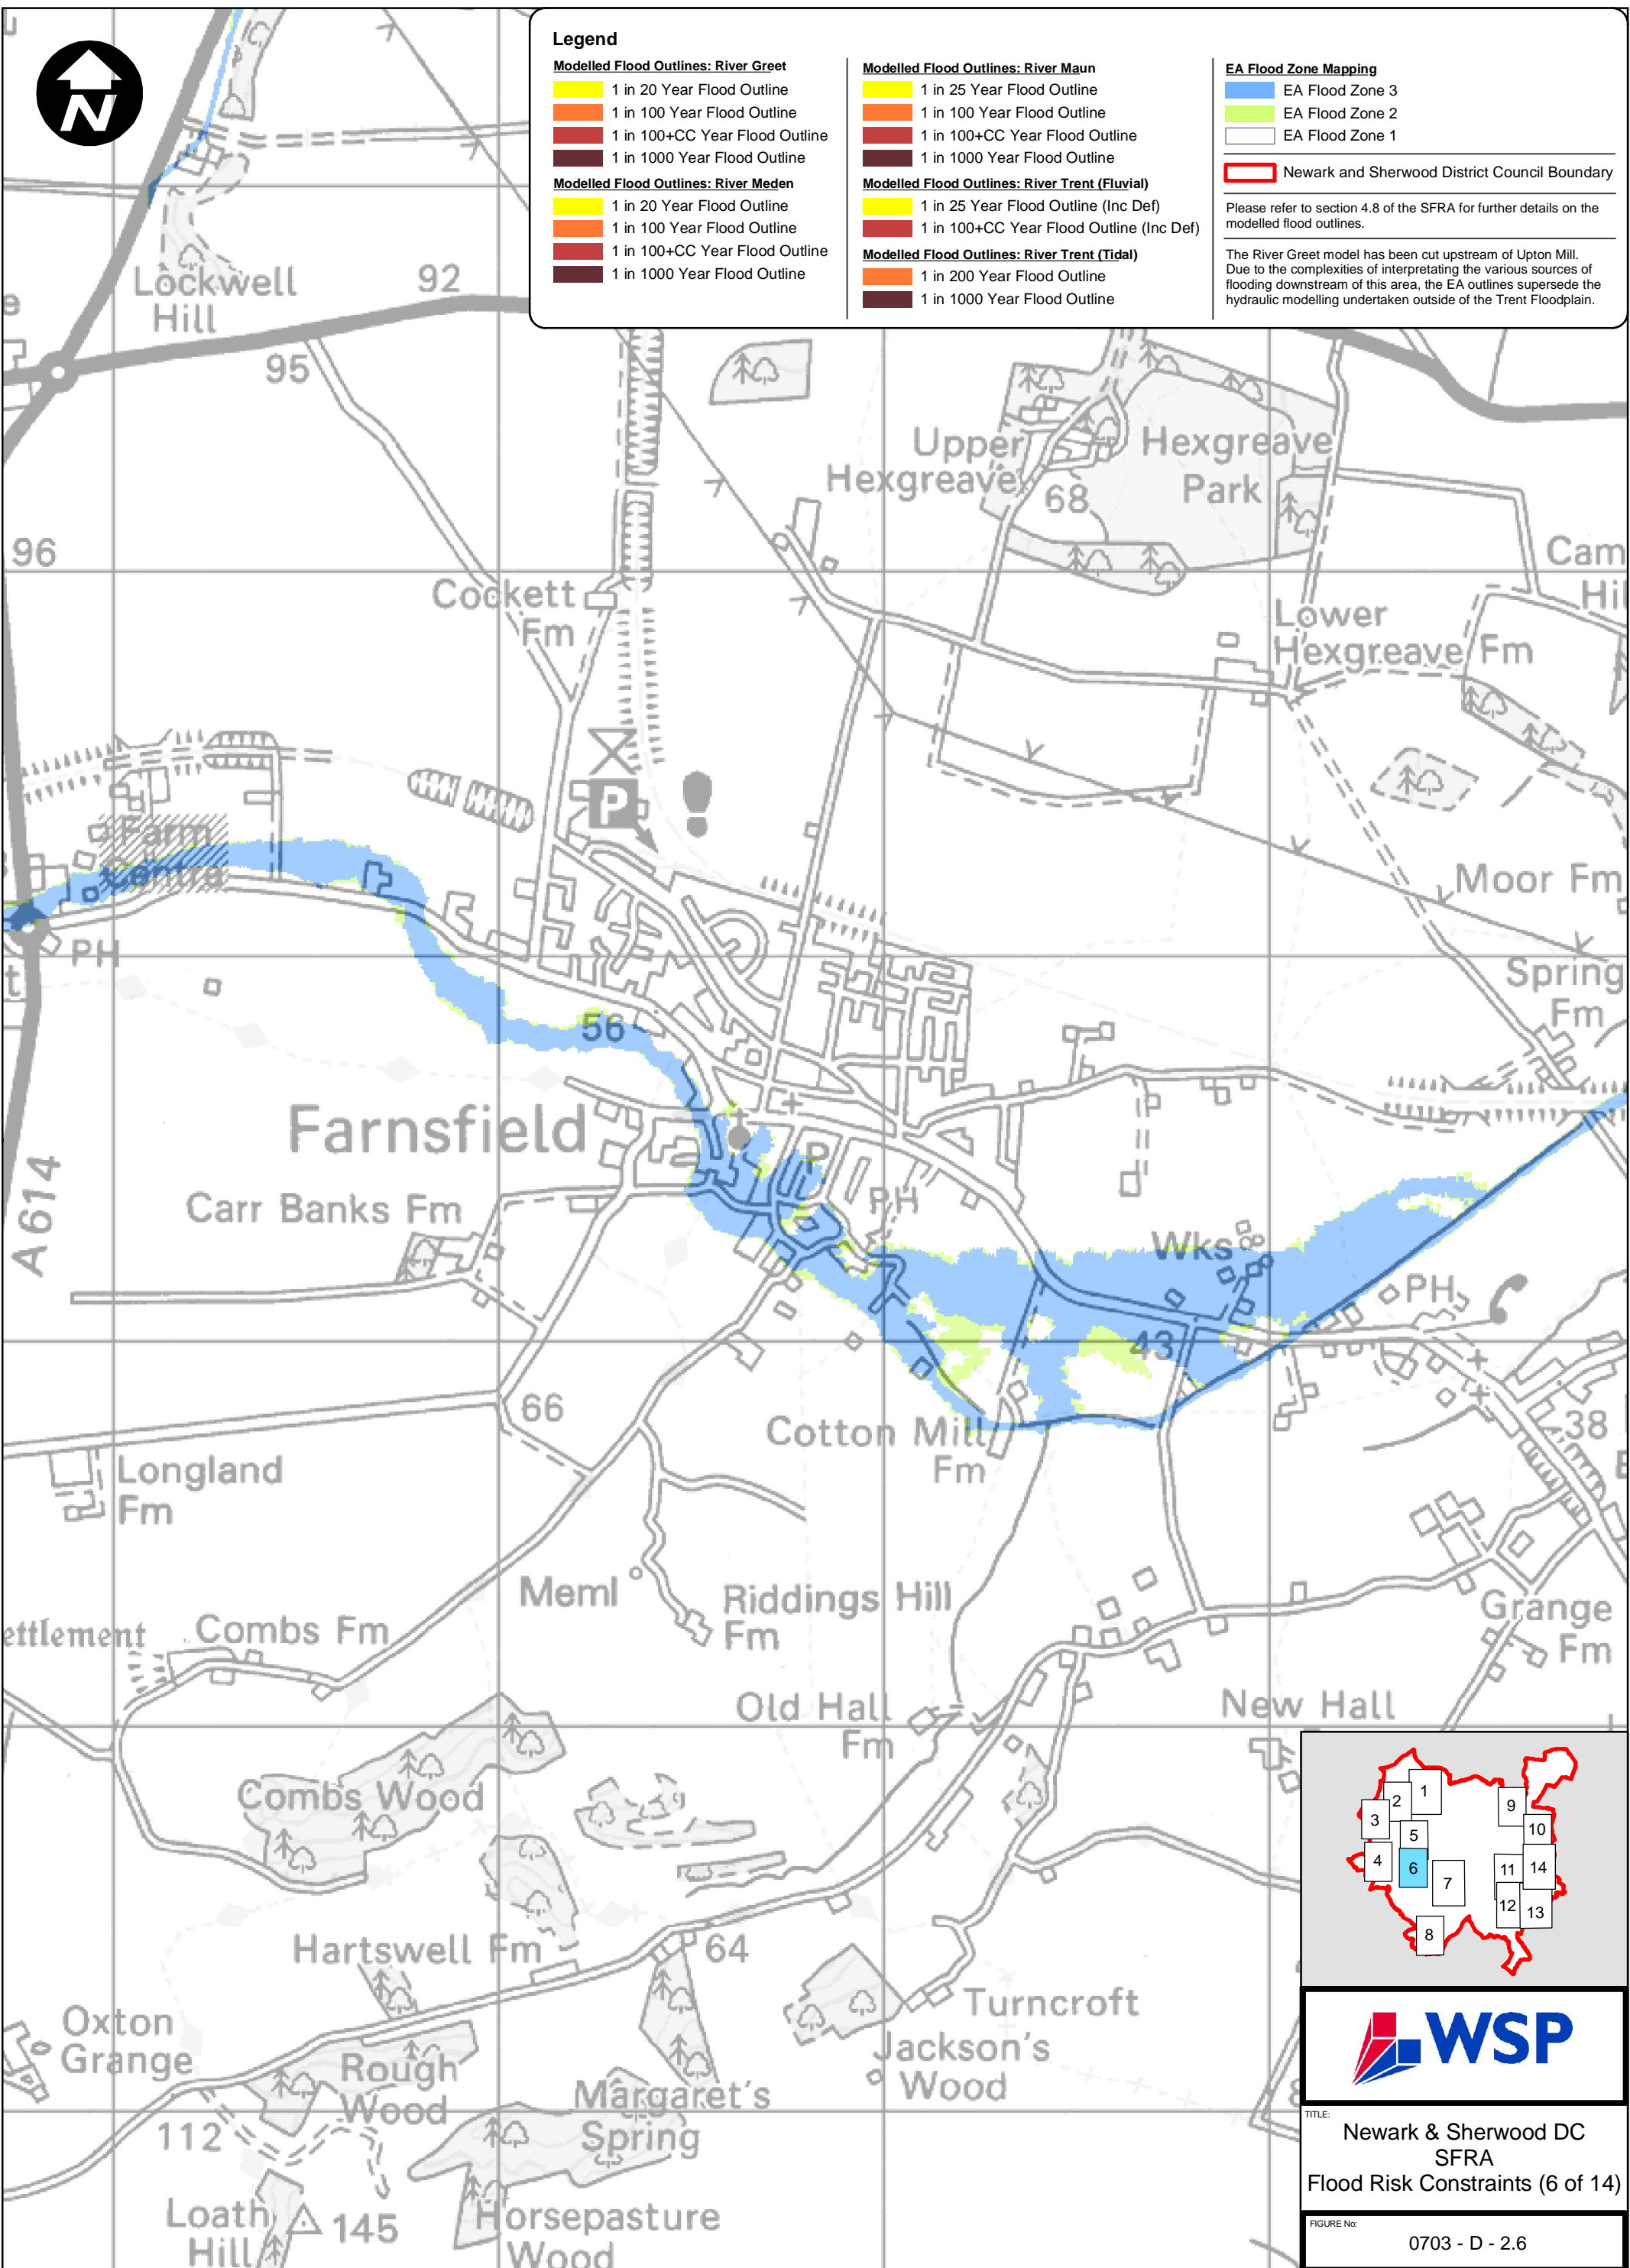 N
Legend
Modelled Flood Outlines: River Greet
1 in 20 Year Flood Outline
1 in 100 Year Flood Outline
1 in 100+CC Year Flood Outline
1 in 1000 Year Flood Outline
Modelled Flood Outlines: River Meden
1 in 20 Year Flood Outline
1 in 100 Year Flood Outline
1 in 100+CC Year Flood Outline
1 in 1000 Year Flood Outline
Modelled Flood Outlines: River Maun
1 in 25 Year Flood Outline
1 in 100 Year Flood Outline
1 in 100+CC Year Flood Outline
1 in 1000 Year Flood Outline
Modelled Flood Outlines: River Trent (Fluvial)
1 in 25 Year Flood Outline (Inc Def)
1 in 100+CC Year Flood Outline (Inc Def)
Modelled Flood Outlines: River Trent (Tidal)
1 in 200 Year Flood Outline
1 in 1000 Year Flood Outline
EA Flood Zone Mapping
EA Flood Zone 3
EA Flood Zone 2
EA Flood Zone 1
Newark and Sherwood District Council Boundary
Please refer to section 4.8 of the SFRA for further details on the
modelled flood outlines.
The River Greet model has been cut upstream of Upton Mill.
Due to the complexities of interpretating the various sources of
flooding downstream of this area, the EA outlines supersede the
hydraulic modelling undertaken outside of the Trent Floodplain.
Lockwell
Hill
92
95
Upper
Hexgreave
68
Hexgreave
Park
96
Cockett
Fm
Cam
Hil
Lower
Hexgreave Fm
P
Farm
Centre
PH
Moor Fm
Spring
Fm
56
Farnsfield
A614
Carr Banks Fm
PH
Wks
PH
43
66
Cotton Mill
Fm
38
Longland
Fm
Meml
Riddings Hill
Fm
Grange
Fm
ettlement
Combs Fm
Old Hall
Fm
New Hall
Combs Wood
Hartswell Fm
64
Oxton
Grange
Rough
Wood
Turncroft
Jackson's
Wood
Margaret's
Spring
112
Loath
Hill
145
Horsepasture
Wood
1
2
3
4
5
6
7
8
9
10
11
14
12
13
WSP
TITLE:
Newark & Sherwood DC
SFRA
Flood Risk Constraints (6 of 14)
FIGURE No:
0703 - D - 2.6